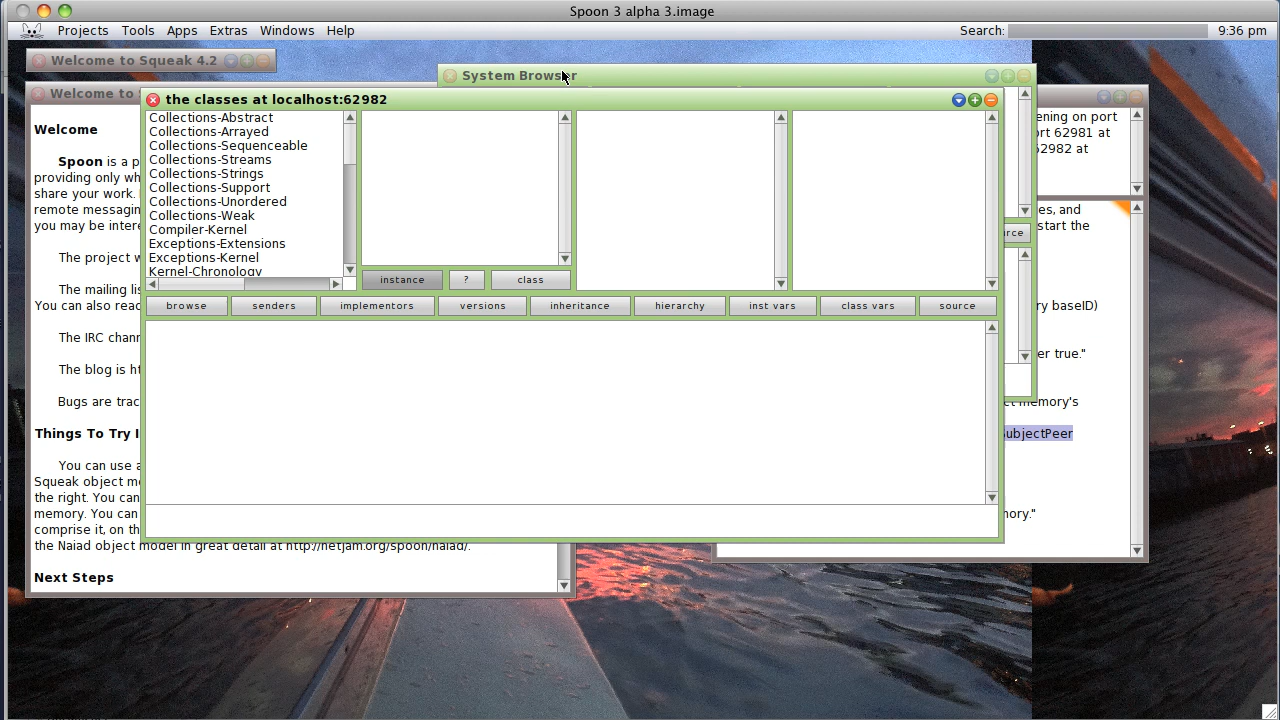 Spoon 3 alpha 3.image
Projects Tools Apps Extras Windows Help Search: 9:36 pm
Welcome to Squeak 4.2
System Browser
Welcome to
the classes at localhost:62982
Collections-Abstract
Collections-Arrayed
Collections-Sequenceable
Collections-Streams
Collections-Strings
Collections-Support
Collections-Unordered
Collections-Weak
Compiler-Kernel
Exceptions-Extensions
Exceptions-Kernel
Kernel-Chronology
instance ? class
browse senders implementors versions inheritance hierarchy inst vars class vars source
Welcome
Spoon is a p
providing only wh
share your work.
remote messagin
you may be intere
The project w
The mailing lis
You can also reac
The IRC chann
The blog is ht
Bugs are trac
Things To Try I
You can use a
Squeak object m
the right. You can
memory. You can
comprise it, on th
the Naiad object model in great detail at http://netjam.org/spoon/naiad/.
Next Steps
ening on port
ort 62981 at
62982 at
es, and
start the
rce
ry baseID)
er true."
ct memory's
SubjectPeer
mory."